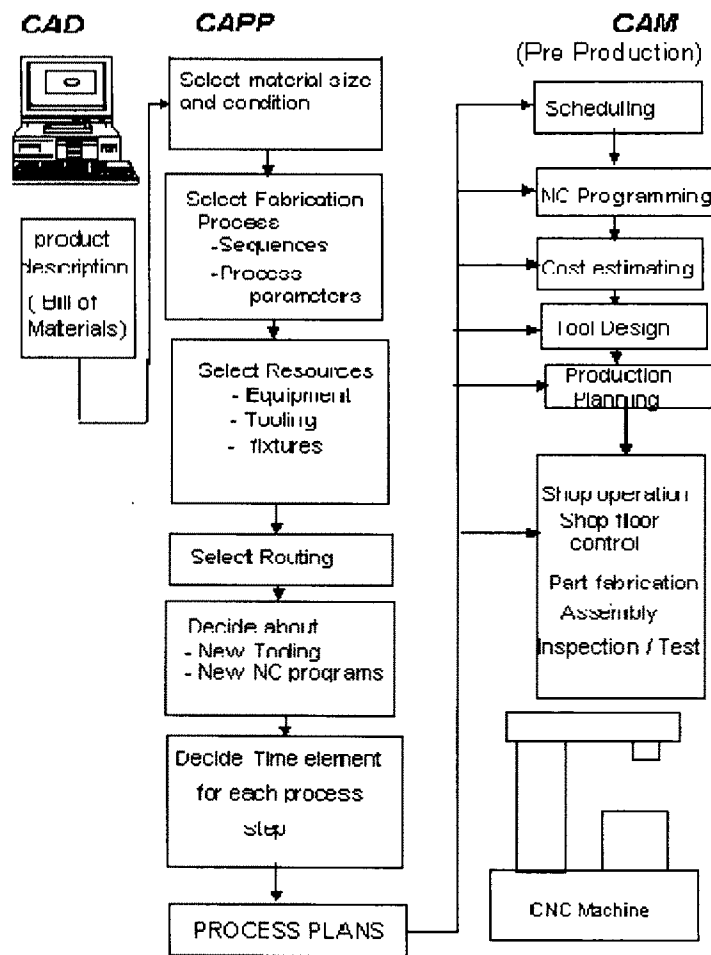 CAD
CAPP
CAM
(Pre Production)
product
description
( Bill of
Materials)
Select material size
and condition
Select Fabrication
Process
-Sequences
-Process
parameters
Select Resources
- Equipment
- Tooling
- fixtures
Select Routing
Decide about
- New Tooling
- New NC programs
Decide Time element
for each process
step
PROCESS PLANS
Scheduling
NC Programming
Cost estimating
Tool Design
Production
Planning
Shop operation
Shop floor
control
Part fabrication
Assembly
Inspection / Test
CNC Machine